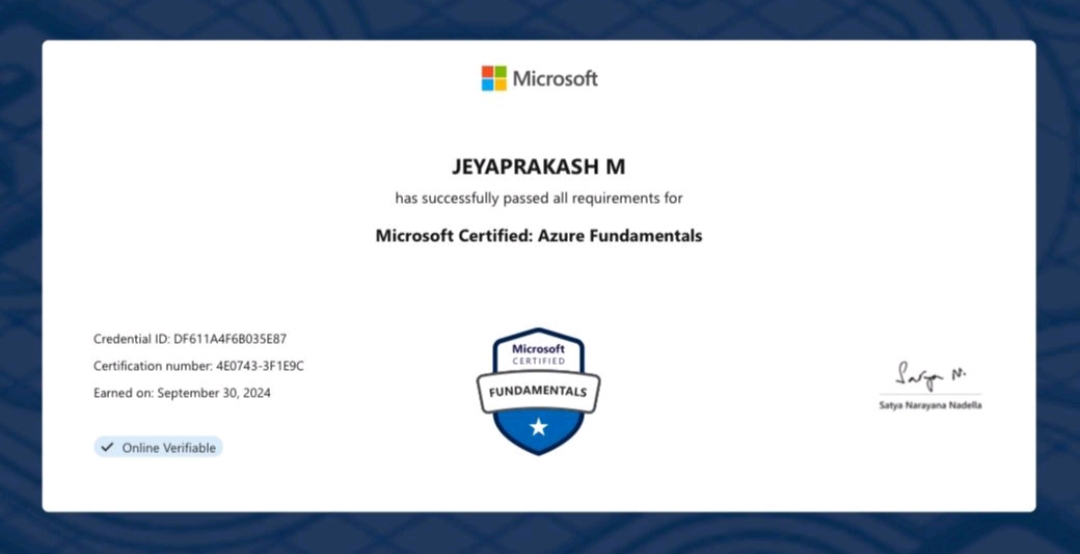 Microsoft
JEYAPRAKASH M
has successfully passed all requirements for
Microsoft Certified: Azure Fundamentals
Credential ID: DF611A4F6B035E87
Certification number: 4E0743-3F1E9C
Earned on: September 30, 2024
Online Verifiable
Microsoft
CERTIFIED
FUNDAMENTALS
Satya N.
Satya Narayana Nadella